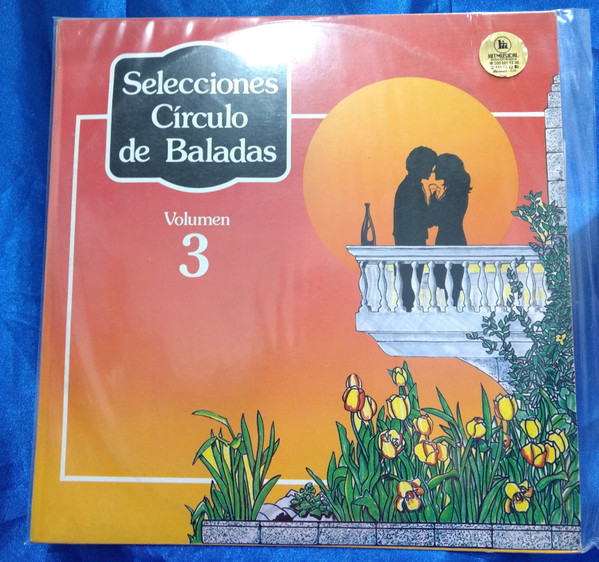 Selecciones
Círculo
de Baladas
Volumen
3